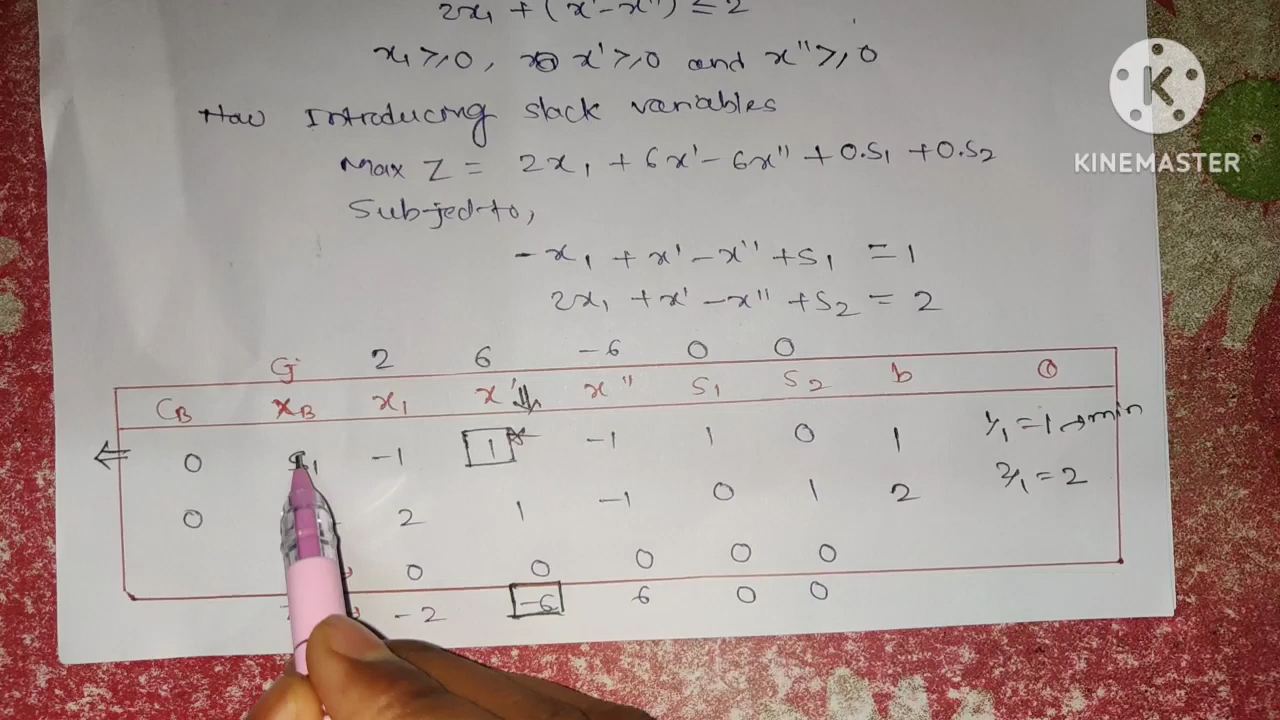 2x₁ + (x' - x'') ≤ 2
x₁ ≥, 0, x' ≥, 0 and x'' ≥, 0
Now Introducing slack variables
Max Z = 2x₁ + 6x' - 6x'' + 0.S₁ + 0.S₂
Subject to,
-x₁ + x' - x'' + S₁ = 1
2x₁ + x' - x'' + S₂ = 2
Cj 2 6 -6 0 0
CB XB x₁ x' x'' S₁ S₂ b Θ
0 S₁ -1 1 -1 1 0 1 1/1 = 1 → min
0 2 1 -1 0 1 2 2/1 = 2
0 0 0 0 0
-2 -6 6 0 0
K
KINEMASTER